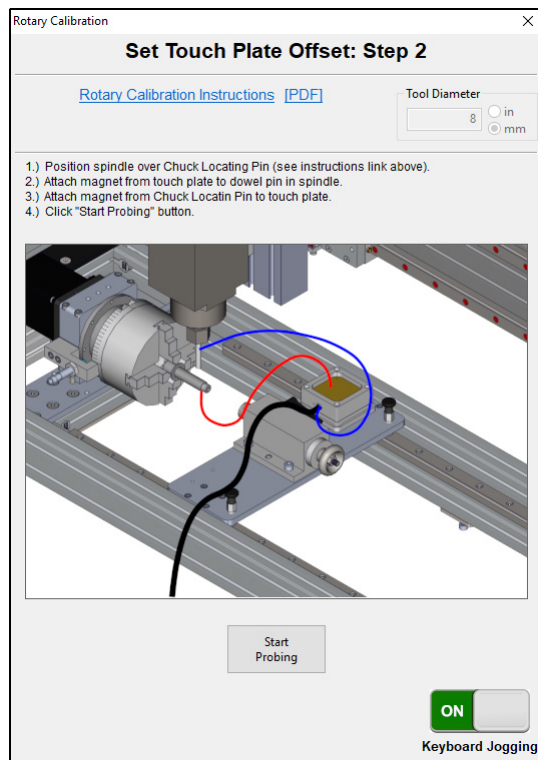 Rotary Calibration
Set Touch Plate Offset: Step 2
Rotary Calibration Instructions [PDF]
Tool Diameter
8
in
mm
1.) Position spindle over Chuck Locating Pin (see instructions link above).
2.) Attach magnet from touch plate to dowel pin in spindle.
3.) Attach magnet from Chuck Locatin Pin to touch plate.
4.) Click "Start Probing" button.
Start
Probing
ON
Keyboard Jogging